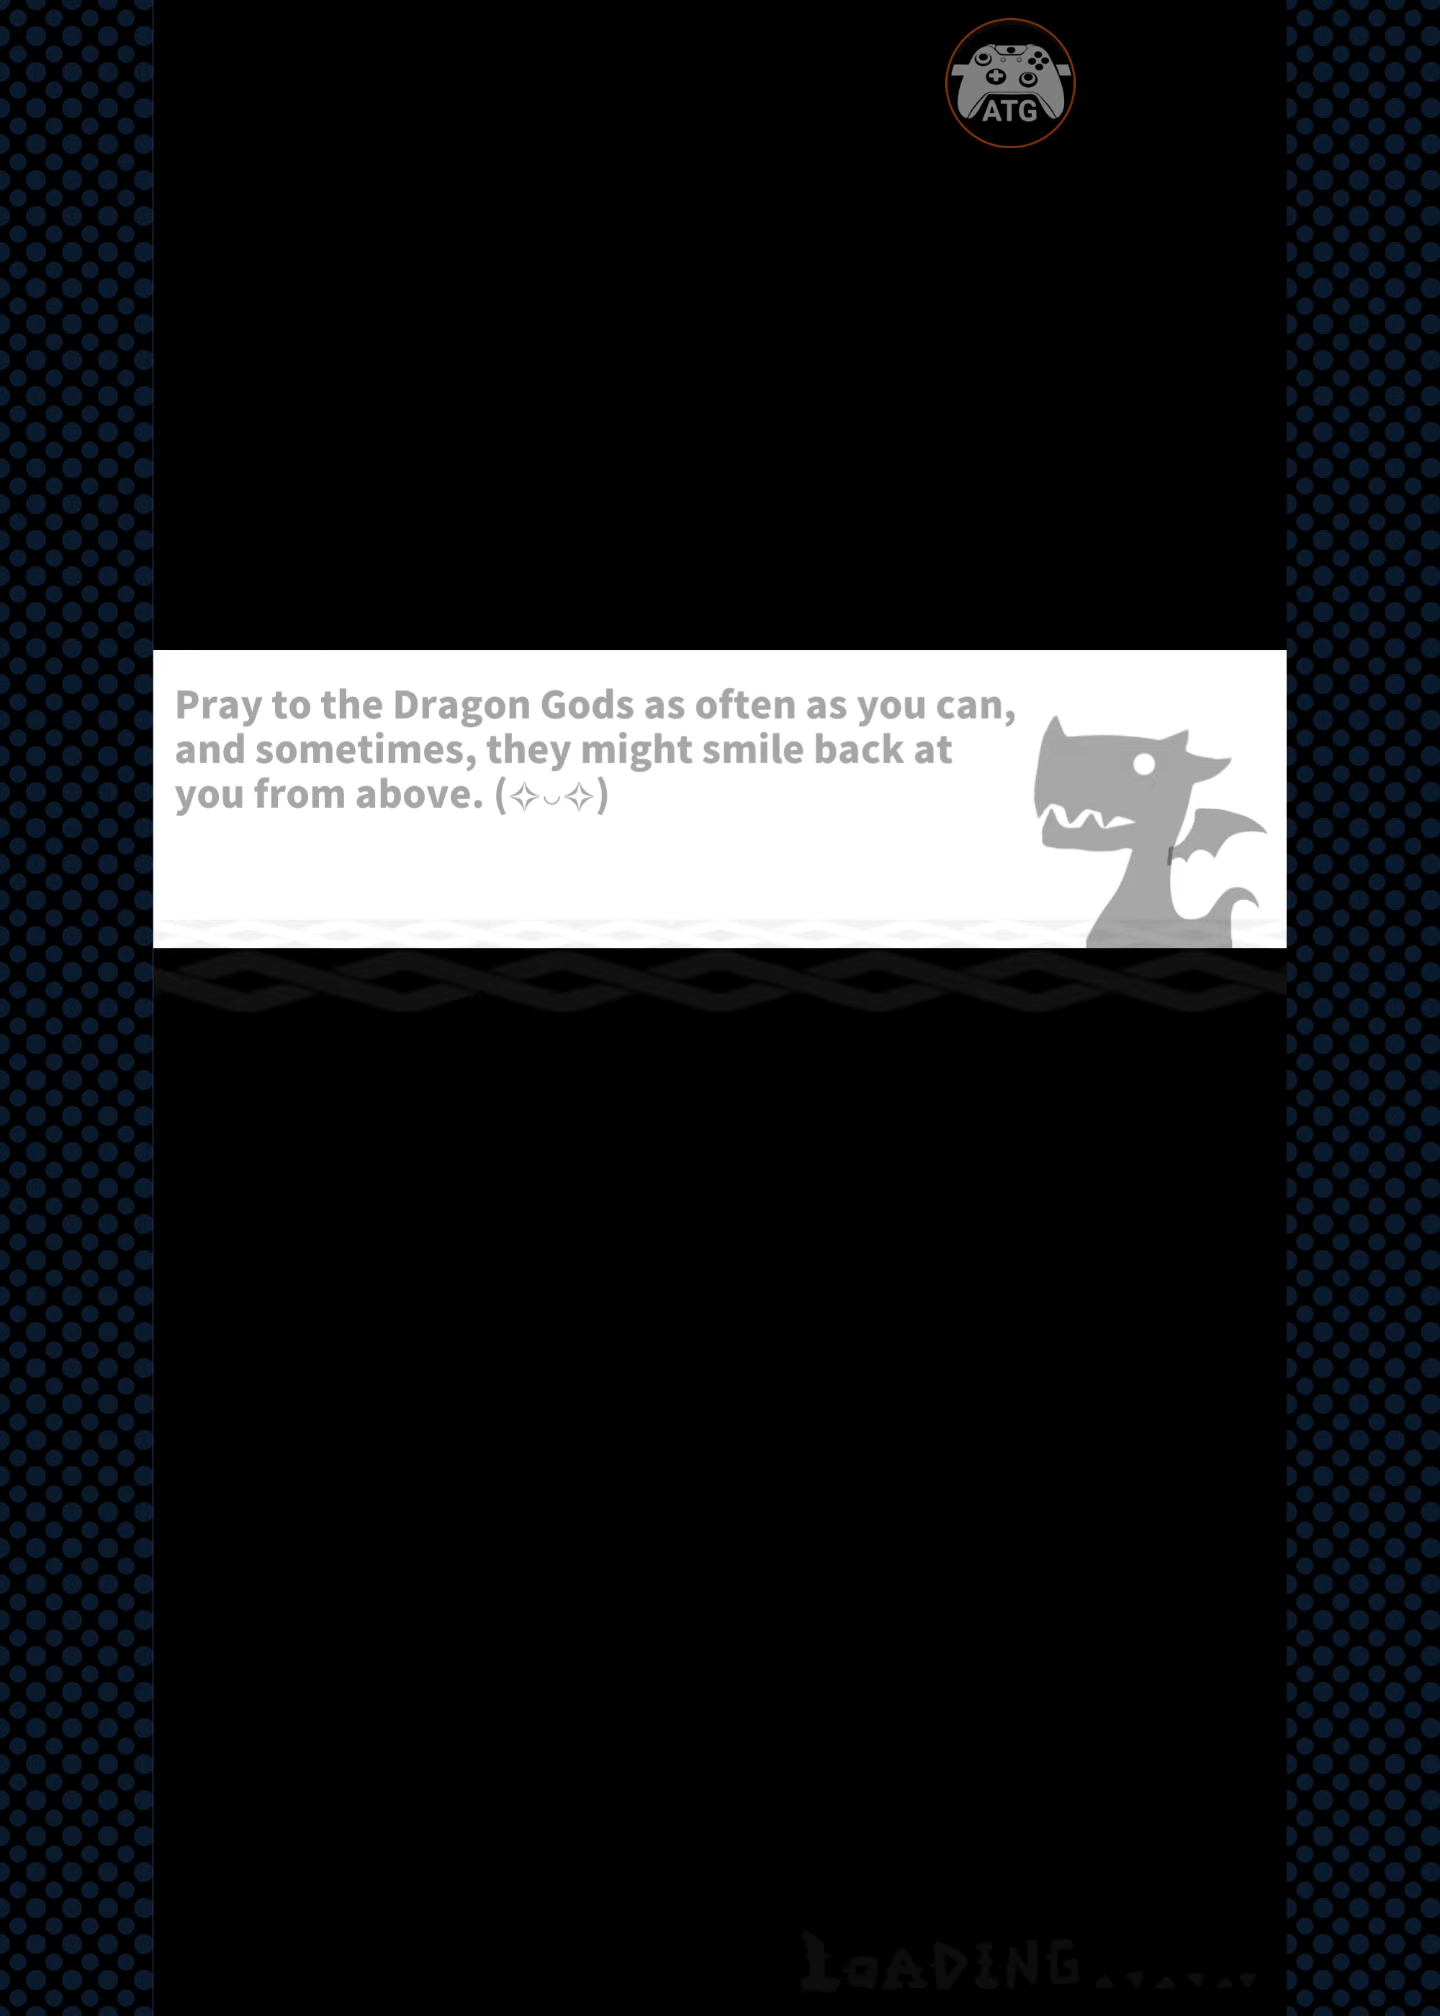 ATG
Pray to the Dragon Gods as often as you can,
and sometimes, they might smile back at
you from above. (✧◡✧)
LOADING......